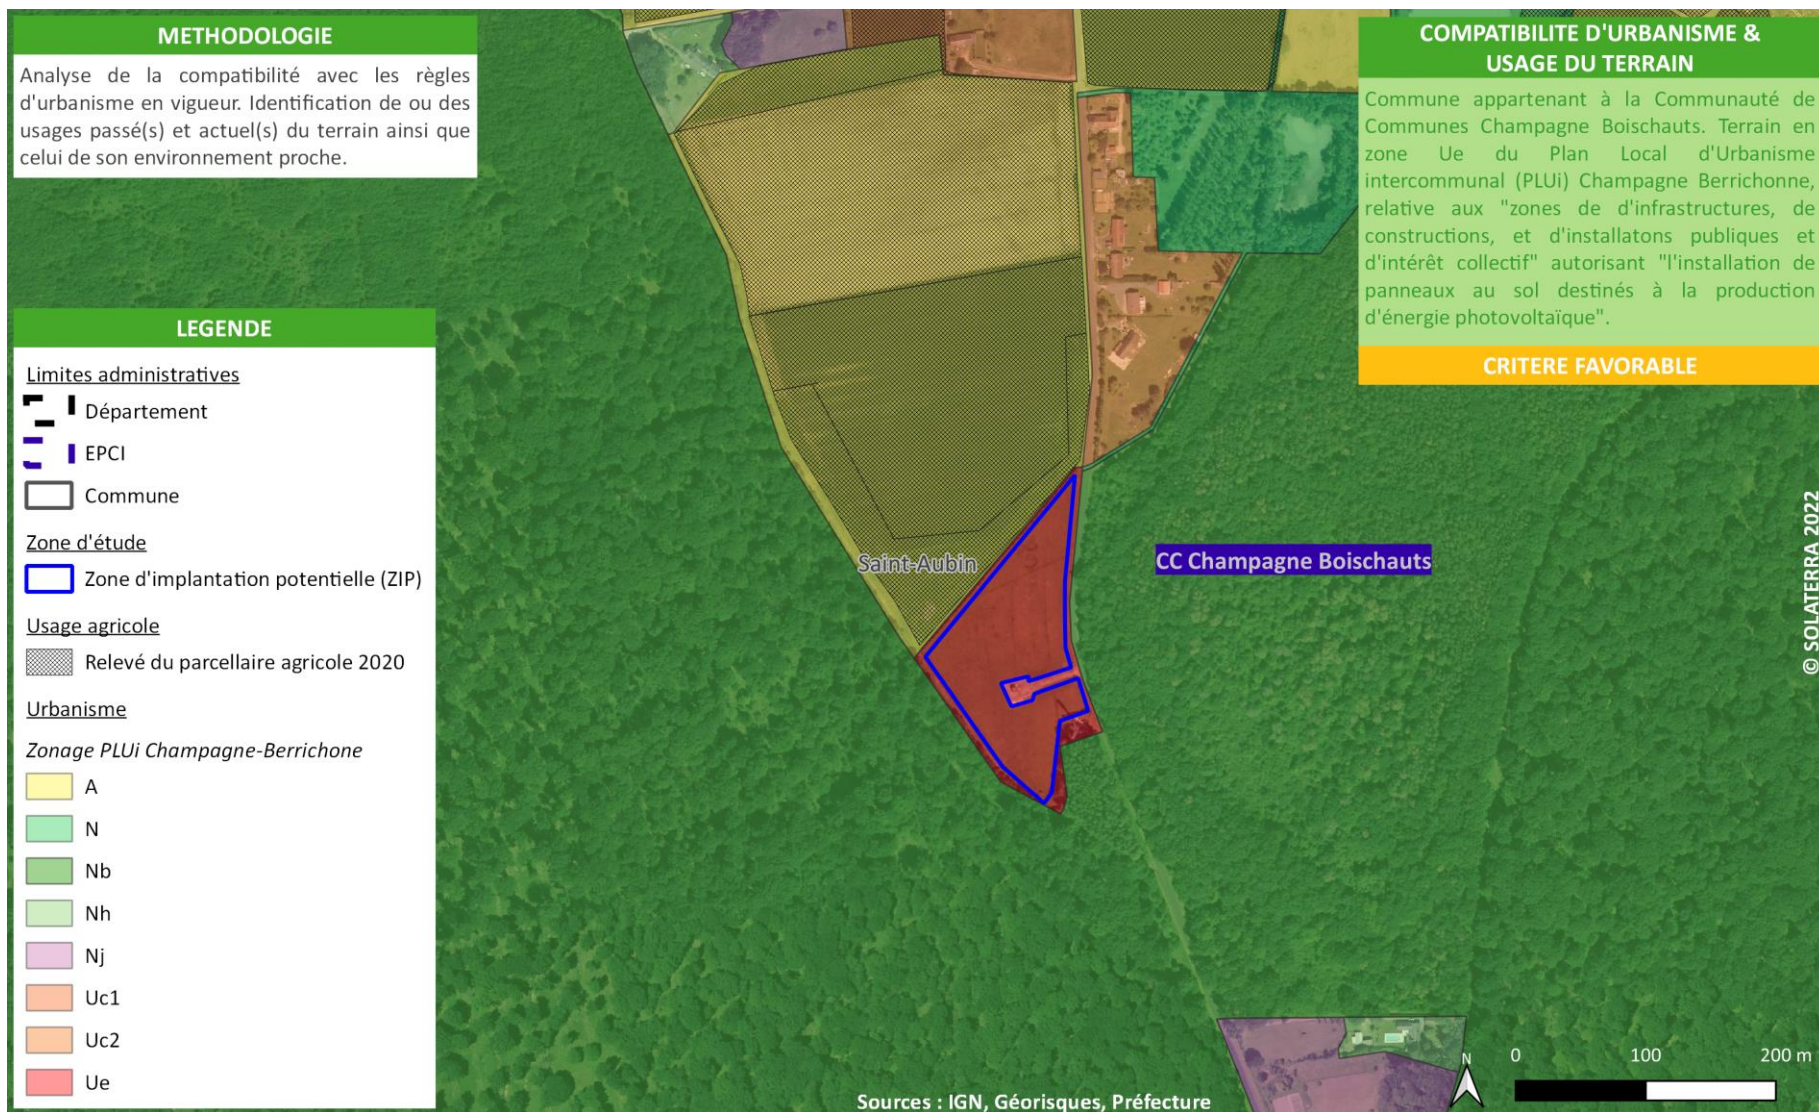 METHODOLOGIE
Analyse de la compatibilité avec les règles
d'urbanisme en vigueur. Identification de ou des
usages passé(s) et actuel(s) du terrain ainsi que
celui de son environnement proche.
COMPATIBILITE D'URBANISME &
USAGE DU TERRAIN
Commune appartenant à la Communauté de
Communes Champagne Boischauts. Terrain en
zone Ue du Plan Local d'Urbanisme
intercommunal (PLUi) Champagne Berrichonne,
relative aux "zones de d'infrastructures, de
constructions, et d'installatons publiques et
d'intérêt collectif" autorisant "l'installation de
panneaux au sol destinés à la production
d'énergie photovoltaïque".
CRITERE FAVORABLE
LEGENDE
Limites administratives
Département
EPCI
Commune
Zone d'étude
Zone d'implantation potentielle (ZIP)
Usage agricole
Relevé du parcellaire agricole 2020
Urbanisme
Zonage PLUi Champagne-Berrichone
A
N
Nb
Nh
Nj
Uc1
Uc2
Ue
Saint-Aubin
CC Champagne Boischauts
© SOLATERRA 2022
N
0 100 200 m
Sources : IGN, Géorisques, Préfecture